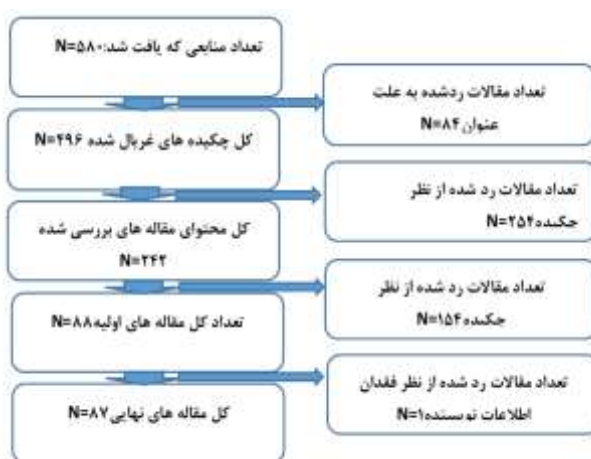 تعداد منابعی که یافت شد:N=۵۸۰
تعداد مقالات ردشده به علت
عنوان N=۸۴
کل چکیده های غربال شده N=۴۹۶
تعداد مقالات رد شده از نظر
چکیده N=۲۵۴
کل محتوای مقاله های بررسی شده
N=۲۴۲
تعداد مقالات رد شده از نظر
چکیده N=۱۵۴
تعداد کل مقاله های اولیه N=۸۸
تعداد مقالات رد شده از نظر فقدان
اطلاعات نویسنده N=۱
کل مقاله های نهایی N=۸۷